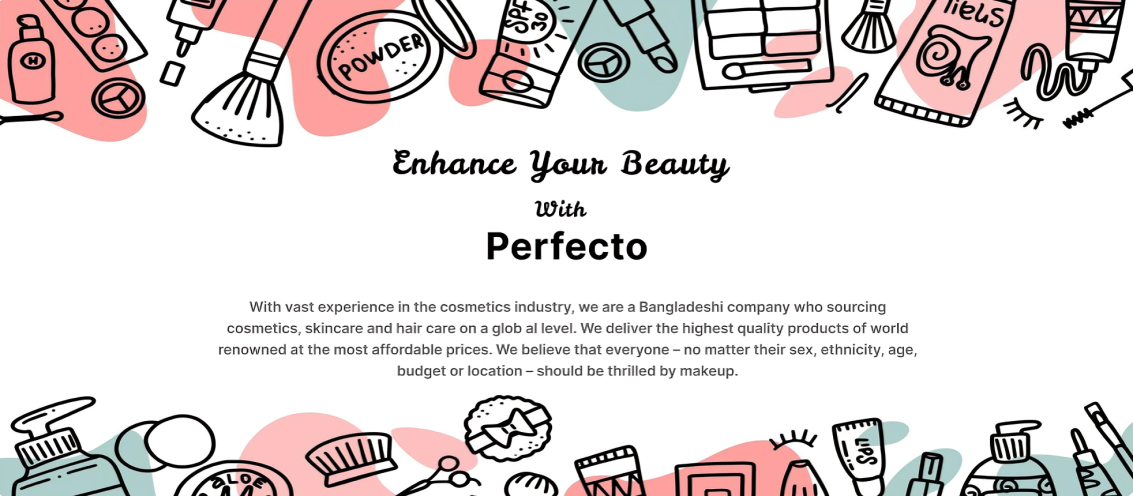 H
POWDER
SPF
30
Enhance Your Beauty
With
Perfecto
With vast experience in the cosmetics industry, we are a Bangladeshi company who sourcing
cosmetics, skincare and hair care on a glob al level. We deliver the highest quality products of world
renowned at the most affordable prices. We believe that everyone – no matter their sex, ethnicity, age,
budget or location – should be thrilled by makeup.
ALOE
LIPS